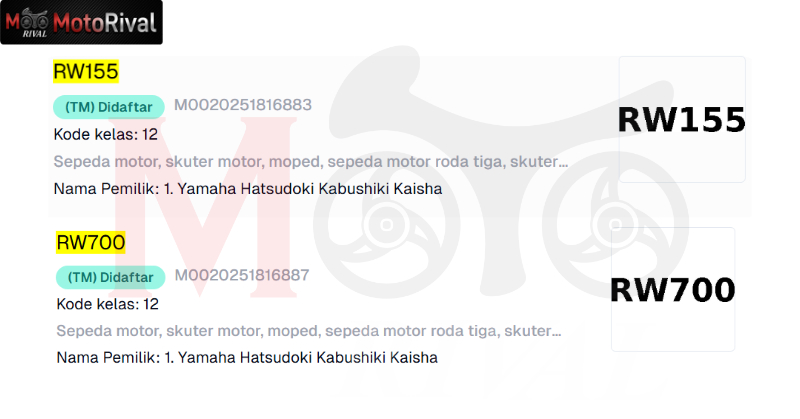 MOTO RIVAL MotoRival
RW155
(TM) Didaftar M0020251816883
Kode kelas: 12
Sepeda motor, skuter motor, moped, sepeda motor roda tiga, skuter...
Nama Pemilik: 1. Yamaha Hatsudoki Kabushiki Kaisha
RW155
RW700
(TM) Didaftar M0020251816887
Kode kelas: 12
Sepeda motor, skuter motor, moped, sepeda motor roda tiga, skuter...
Nama Pemilik: 1. Yamaha Hatsudoki Kabushiki Kaisha
RW700